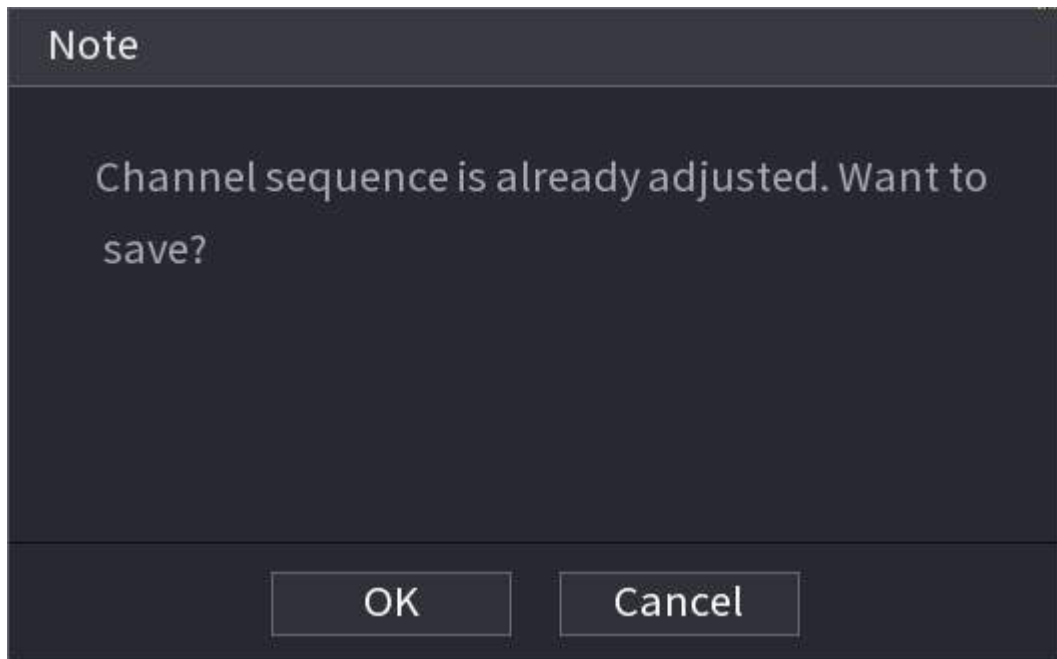 Note
Channel sequence is already adjusted. Want to
save?
OK
Cancel